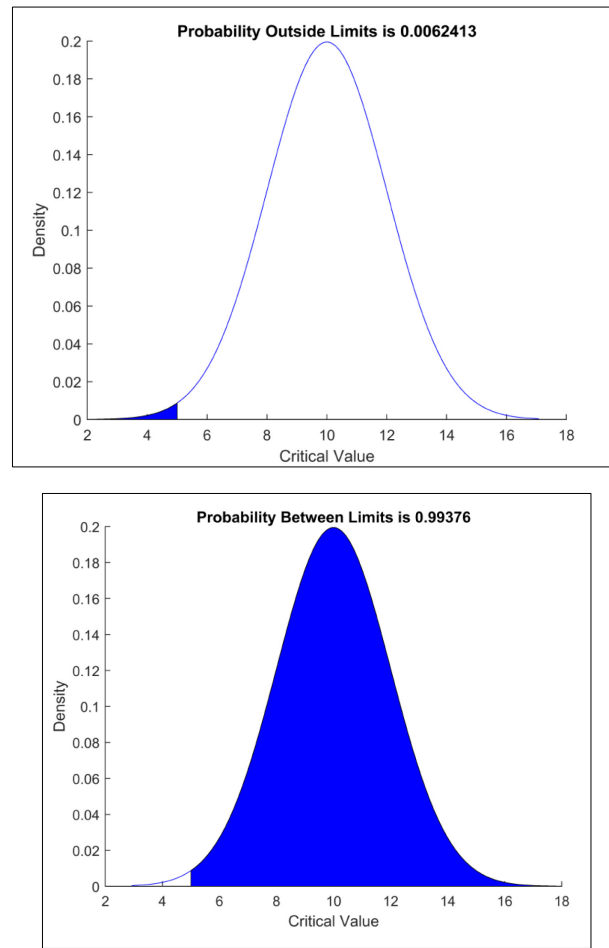 Probability Outside Limits is 0.0062413
0.2
0.18
0.16
0.14
0.12
0.1
0.08
0.06
0.04
0.02
0
Density
2 4 6 8 10 12 14 16 18
Critical Value
Probability Between Limits is 0.99376
0.2
0.18
0.16
0.14
0.12
0.1
0.08
0.06
0.04
0.02
0
Density
2 4 6 8 10 12 14 16 18
Critical Value